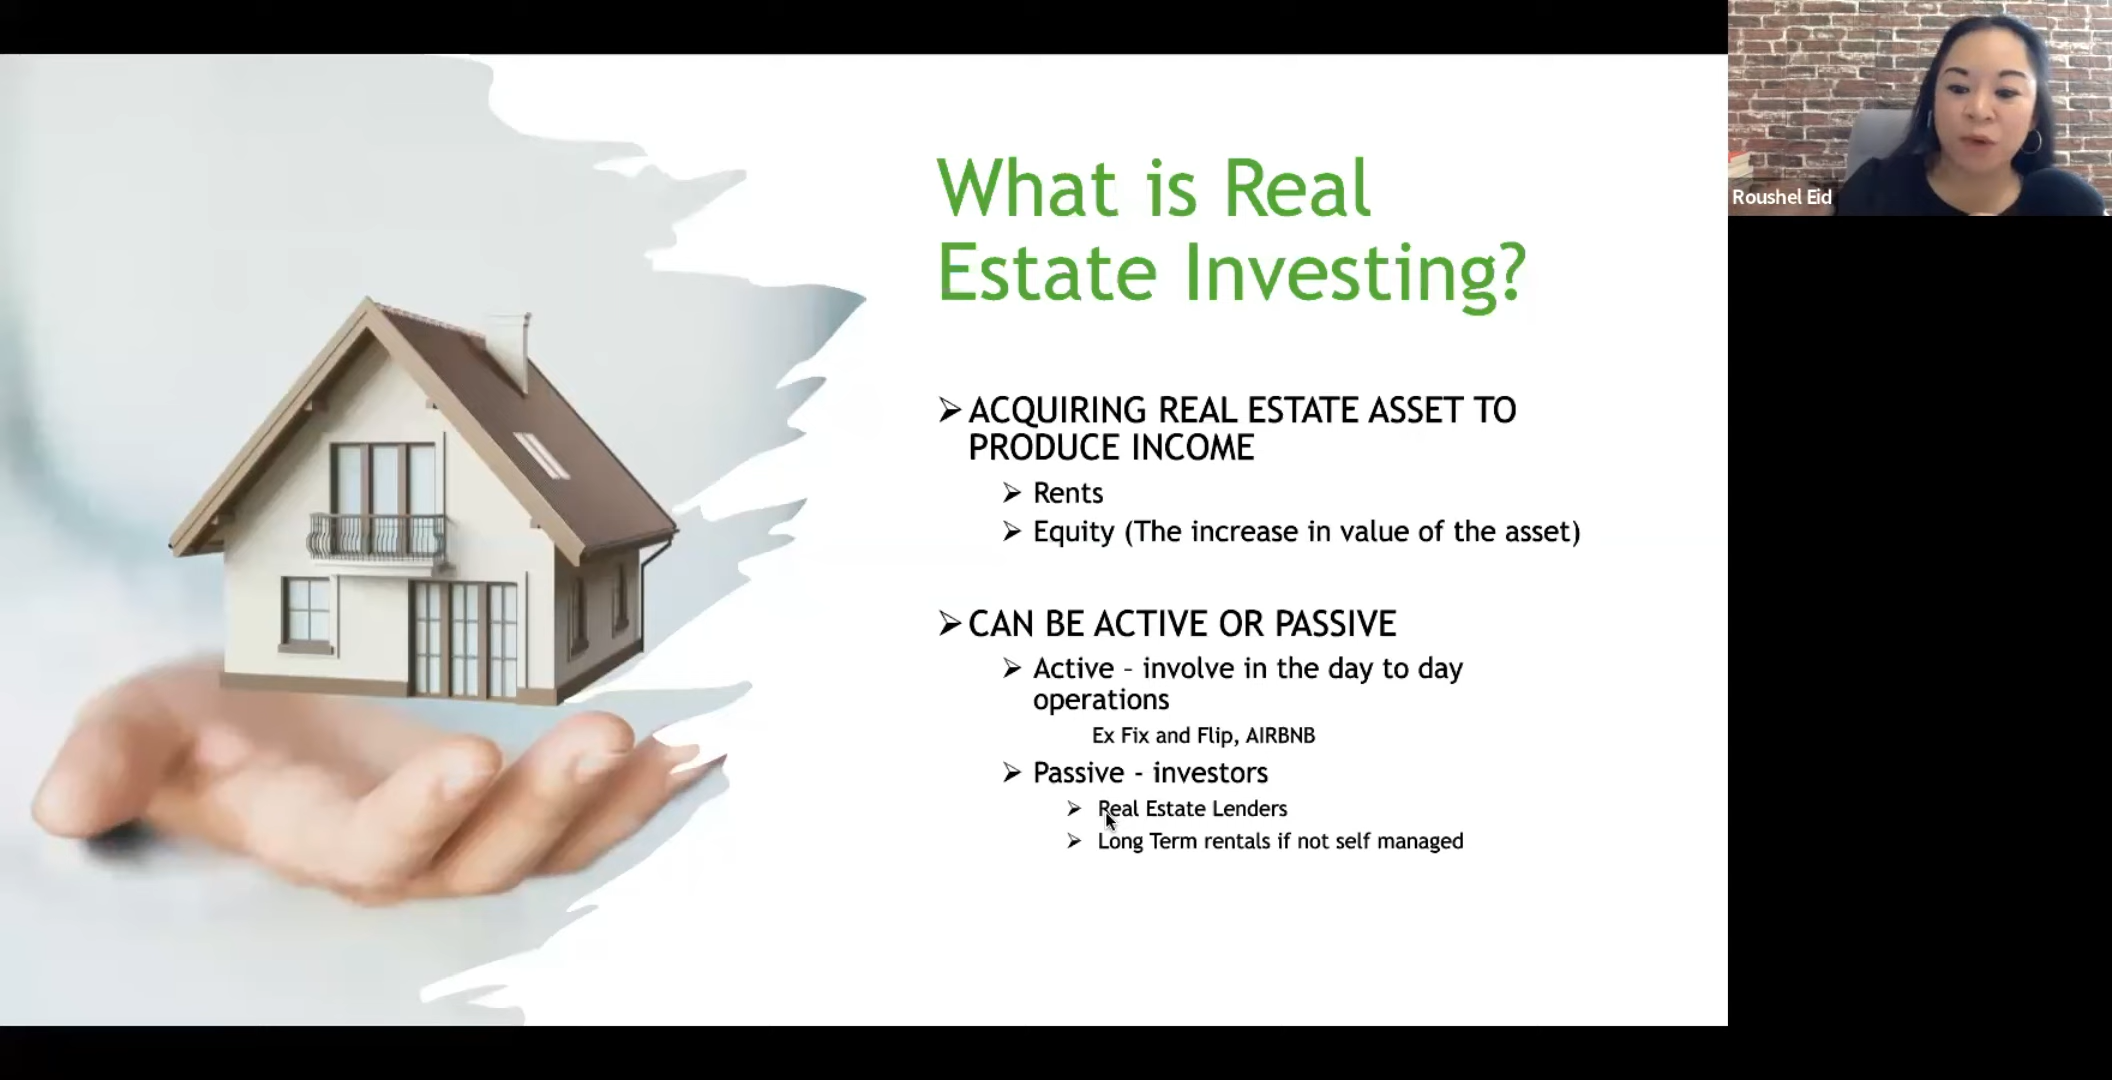 What is Real
Estate Investing?
ACQUIRING REAL ESTATE ASSET TO
PRODUCE INCOME
Rents
Equity (The increase in value of the asset)
CAN BE ACTIVE OR PASSIVE
Active – involve in the day to day
operations
Ex Fix and Flip, AIRBNB
Passive - investors
Real Estate Lenders
Long Term rentals if not self managed
Roushel Eid